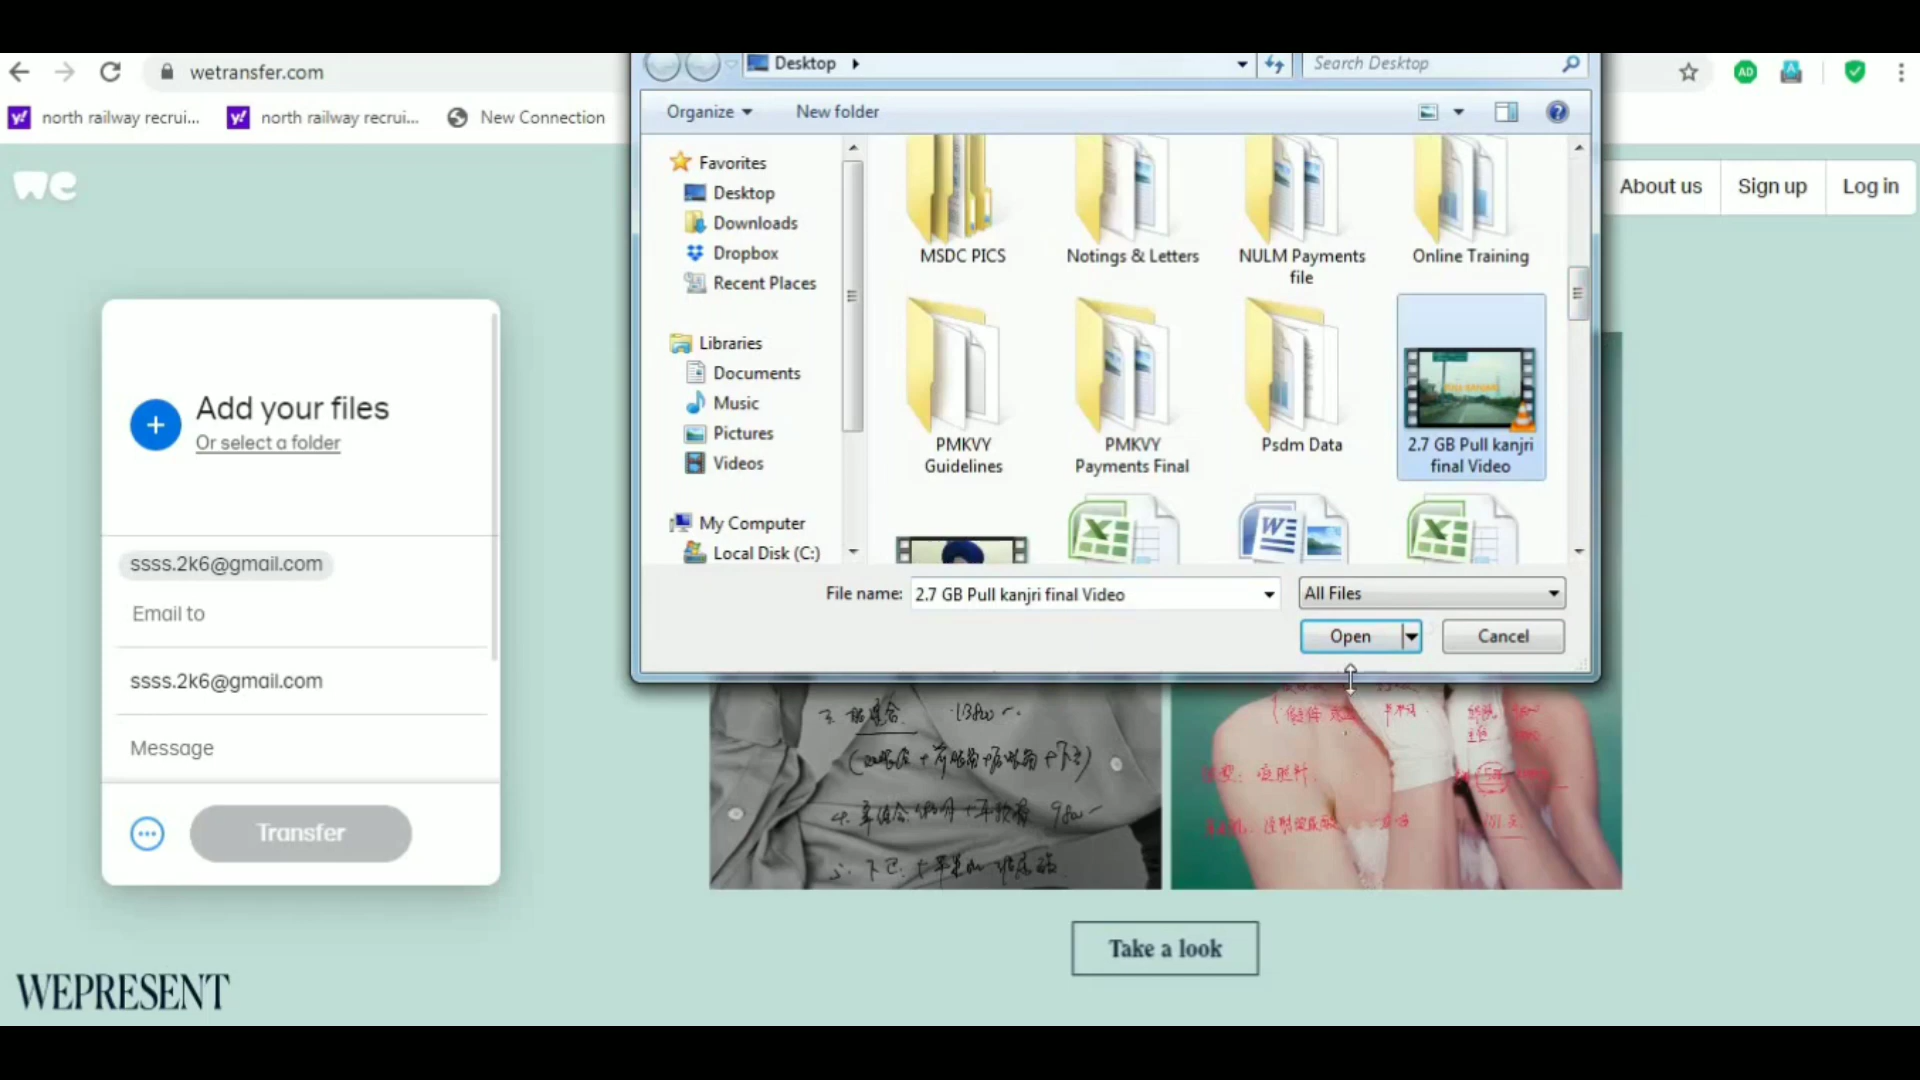 wetransfer.com
north railway recrui...
north railway recrui...
New Connection
we
About us
Sign up
Log in
Add your files
Or select a folder
ssss.2k6@gmail.com
Email to
ssss.2k6@gmail.com
Message
Transfer
WEPRESENT
Desktop
Search Desktop
Organize
New folder
Favorites
Desktop
Downloads
Dropbox
Recent Places
Libraries
Documents
Music
Pictures
Videos
My Computer
Local Disk (C:)
MSDC PICS
Notings & Letters
NULM Payments
file
Online Training
PMKVY
Guidelines
PMKVY
Payments Final
Psdm Data
2.7 GB Pull kanjri
final Video
File name:
2.7 GB Pull kanjri final Video
All Files
Open
Cancel
Take a look